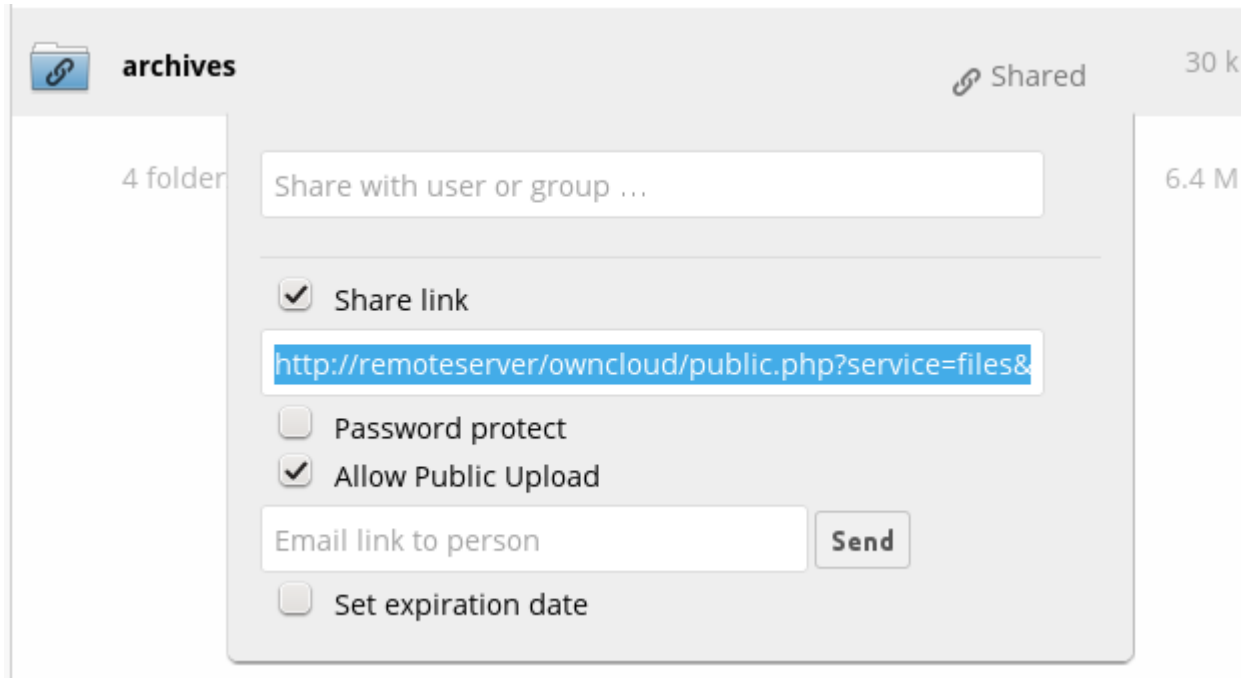 archives Shared 30 k
4 folder 6.4 M
Share with user or group ...
Share link
http://remoteserver/owncloud/public.php?service=files&
Password protect
Allow Public Upload
Email link to person Send
Set expiration date